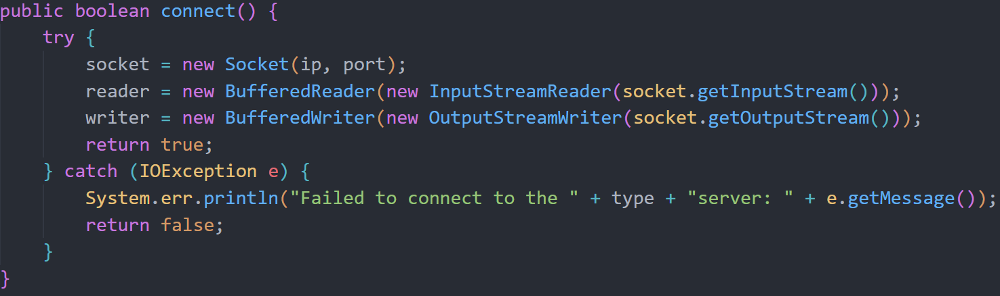 public boolean connect() {
    try {
        socket = new Socket(ip, port);
        reader = new BufferedReader(new InputStreamReader(socket.getInputStream()));
        writer = new BufferedWriter(new OutputStreamWriter(socket.getOutputStream()));
        return true;
    } catch (IOException e) {
        System.err.println("Failed to connect to the " + type + "server: " + e.getMessage());
        return false;
    }
}